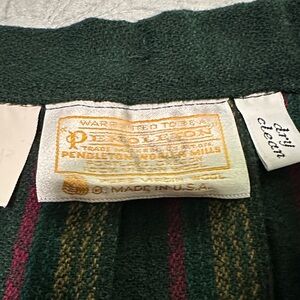 WARRANTED TO BE A
PENDLETON
TRADE MARK REG. U.S. PAT. OFF.
PENDLETON WOOLEN MILLS
VIRGIN WOOL
MADE IN U.S.A.
dry
clean